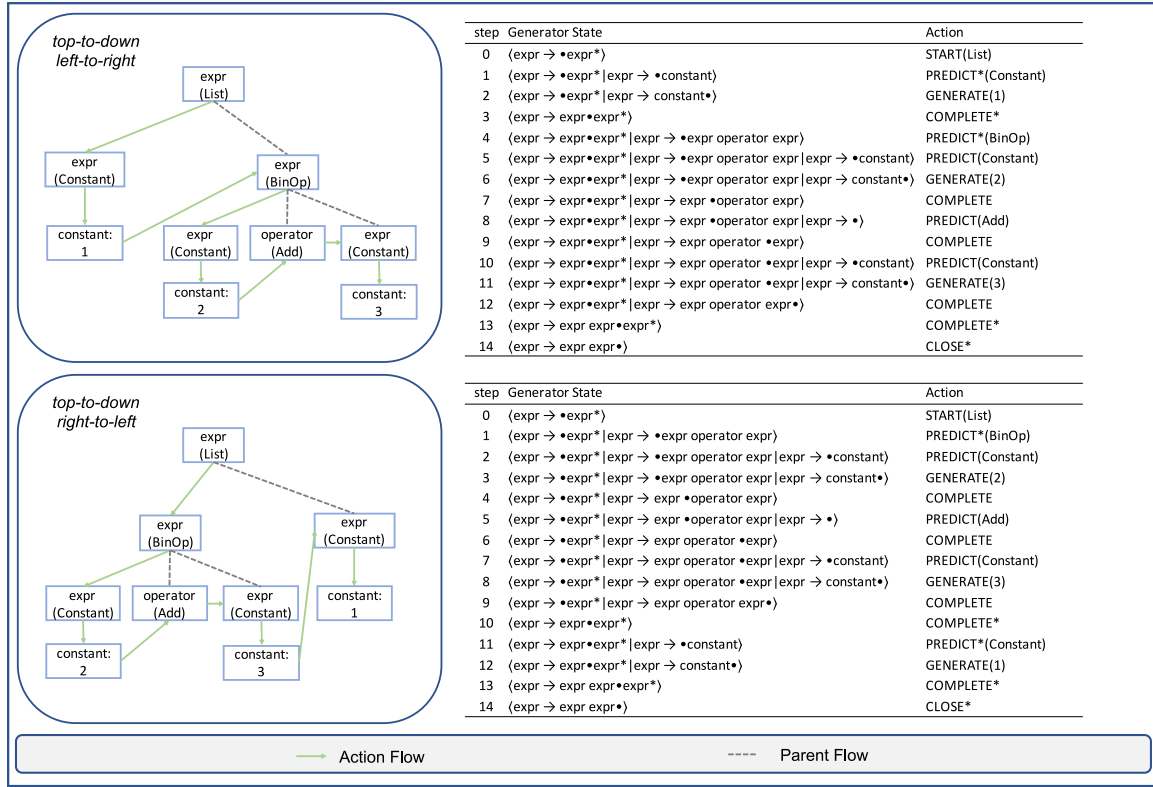 top-to-down
left-to-right
expr
(List)
expr
(Constant)
expr
(BinOp)
constant:
1
expr
(Constant)
operator
(Add)
expr
(Constant)
constant:
2
constant:
3
step Generator State Action
0 ⟨expr → •expr*⟩ START(List)
1 ⟨expr → •expr*|expr → •constant⟩ PREDICT*(Constant)
2 ⟨expr → •expr*|expr → constant•⟩ GENERATE(1)
3 ⟨expr → expr•expr*⟩ COMPLETE*
4 ⟨expr → expr•expr*|expr → •expr operator expr⟩ PREDICT*(BinOp)
5 ⟨expr → expr•expr*|expr → •expr operator expr|expr → •constant⟩ PREDICT(Constant)
6 ⟨expr → expr•expr*|expr → •expr operator expr|expr → constant•⟩ GENERATE(2)
7 ⟨expr → expr•expr*|expr → expr •operator expr⟩ COMPLETE
8 ⟨expr → expr•expr*|expr → expr •operator expr|expr → •⟩ PREDICT(Add)
9 ⟨expr → expr•expr*|expr → expr operator •expr⟩ COMPLETE
10 ⟨expr → expr•expr*|expr → expr operator •expr|expr → •constant⟩ PREDICT(Constant)
11 ⟨expr → expr•expr*|expr → expr operator •expr|expr → constant•⟩ GENERATE(3)
12 ⟨expr → expr•expr*|expr → expr operator expr•⟩ COMPLETE
13 ⟨expr → expr expr•expr*⟩ COMPLETE*
14 ⟨expr → expr expr•⟩ CLOSE*
top-to-down
right-to-left
expr
(List)
expr
(BinOp)
expr
(Constant)
expr
(Constant)
operator
(Add)
expr
(Constant)
constant:
1
constant:
2
constant:
3
step Generator State Action
0 ⟨expr → •expr*⟩ START(List)
1 ⟨expr → •expr*|expr → •expr operator expr⟩ PREDICT*(BinOp)
2 ⟨expr → •expr*|expr → •expr operator expr|expr → •constant⟩ PREDICT(Constant)
3 ⟨expr → •expr*|expr → •expr operator expr|expr → constant•⟩ GENERATE(2)
4 ⟨expr → •expr*|expr → expr •operator expr⟩ COMPLETE
5 ⟨expr → •expr*|expr → expr •operator expr|expr → •⟩ PREDICT(Add)
6 ⟨expr → •expr*|expr → expr operator •expr⟩ COMPLETE
7 ⟨expr → •expr*|expr → expr operator •expr|expr → •constant⟩ PREDICT(Constant)
8 ⟨expr → •expr*|expr → expr operator •expr|expr → constant•⟩ GENERATE(3)
9 ⟨expr → •expr*|expr → expr operator expr•⟩ COMPLETE
10 ⟨expr → expr•expr*⟩ COMPLETE*
11 ⟨expr → expr•expr*|expr → •constant⟩ PREDICT*(Constant)
12 ⟨expr → expr•expr*|expr → constant•⟩ GENERATE(1)
13 ⟨expr → expr expr•expr*⟩ COMPLETE*
14 ⟨expr → expr expr•⟩ CLOSE*
Action Flow
Parent Flow